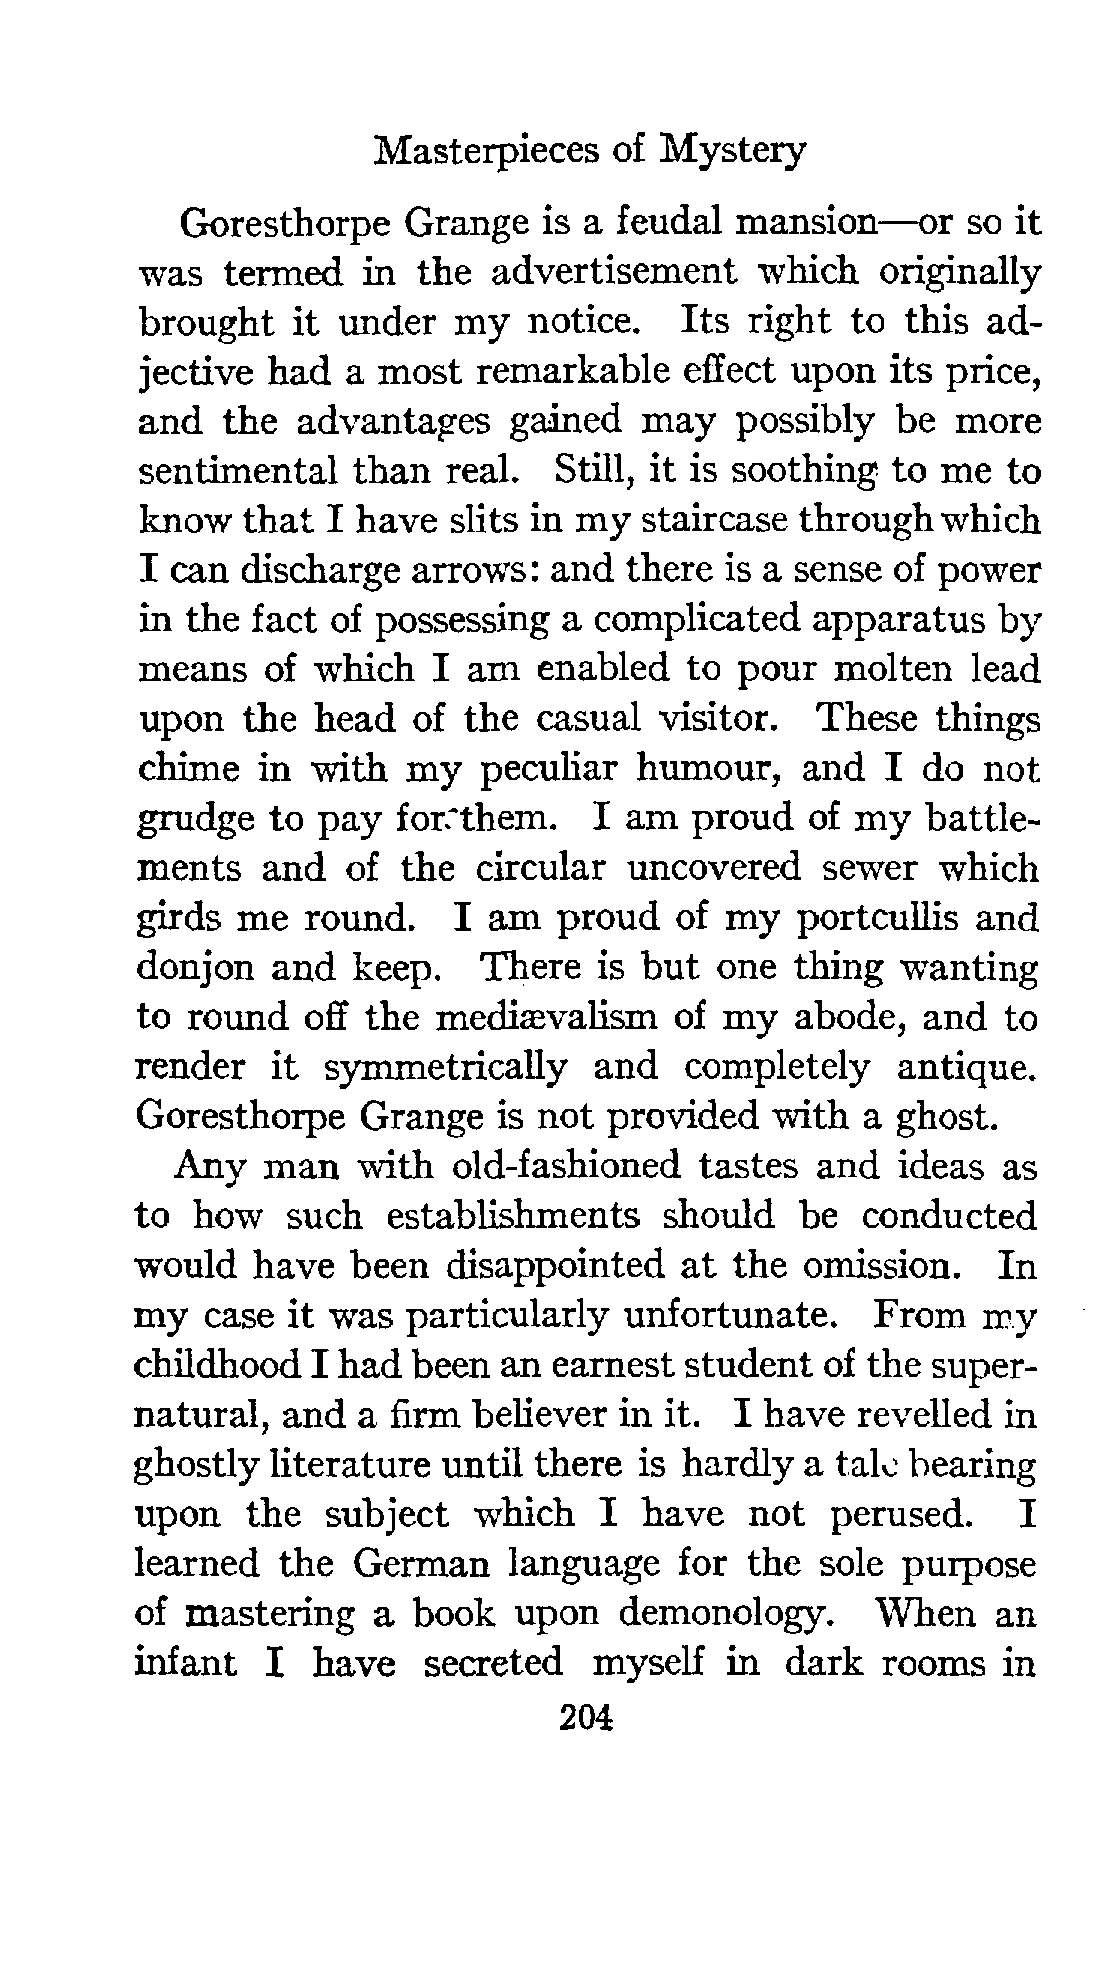 Masterpieces of Mystery
Goresthorpe Grange is a feudal mansion—or so it
was termed in the advertisement which originally
brought it under my notice. Its right to this ad-
jective had a most remarkable effect upon its price,
and the advantages gained may possibly be more
sentimental than real. Still, it is soothing to me to
know that I have slits in my staircase through which
I can discharge arrows: and there is a sense of power
in the fact of possessing a complicated apparatus by
means of which I am enabled to pour molten lead
upon the head of the casual visitor. These things
chime in with my peculiar humour, and I do not
grudge to pay for them. I am proud of my battle-
ments and of the circular uncovered sewer which
girds me round. I am proud of my portcullis and
donjon and keep. There is but one thing wanting
to round off the mediævalism of my abode, and to
render it symmetrically and completely antique.
Goresthorpe Grange is not provided with a ghost.
Any man with old-fashioned tastes and ideas as
to how such establishments should be conducted
would have been disappointed at the omission. In
my case it was particularly unfortunate. From my
childhood I had been an earnest student of the super-
natural, and a firm believer in it. I have revelled in
ghostly literature until there is hardly a tale bearing
upon the subject which I have not perused. I
learned the German language for the sole purpose
of mastering a book upon demonology. When an
infant I have secreted myself in dark rooms in
204